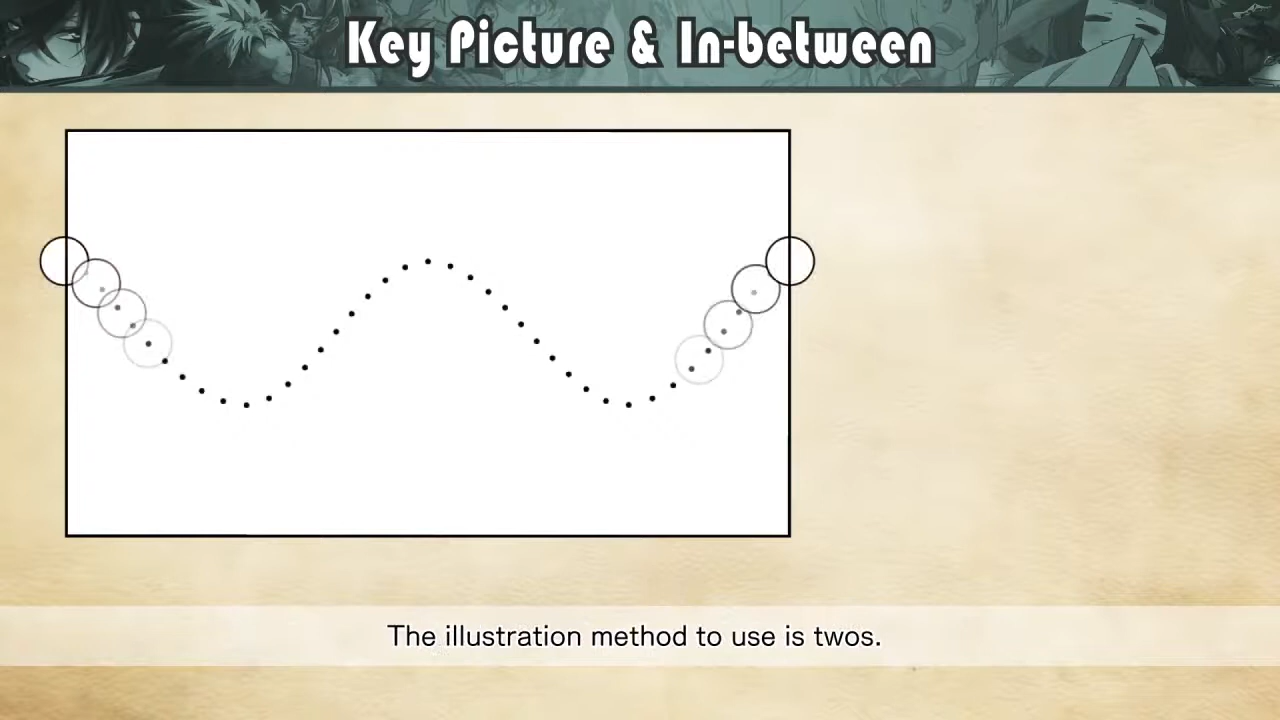 Key Picture & In-between
The illustration method to use is twos.